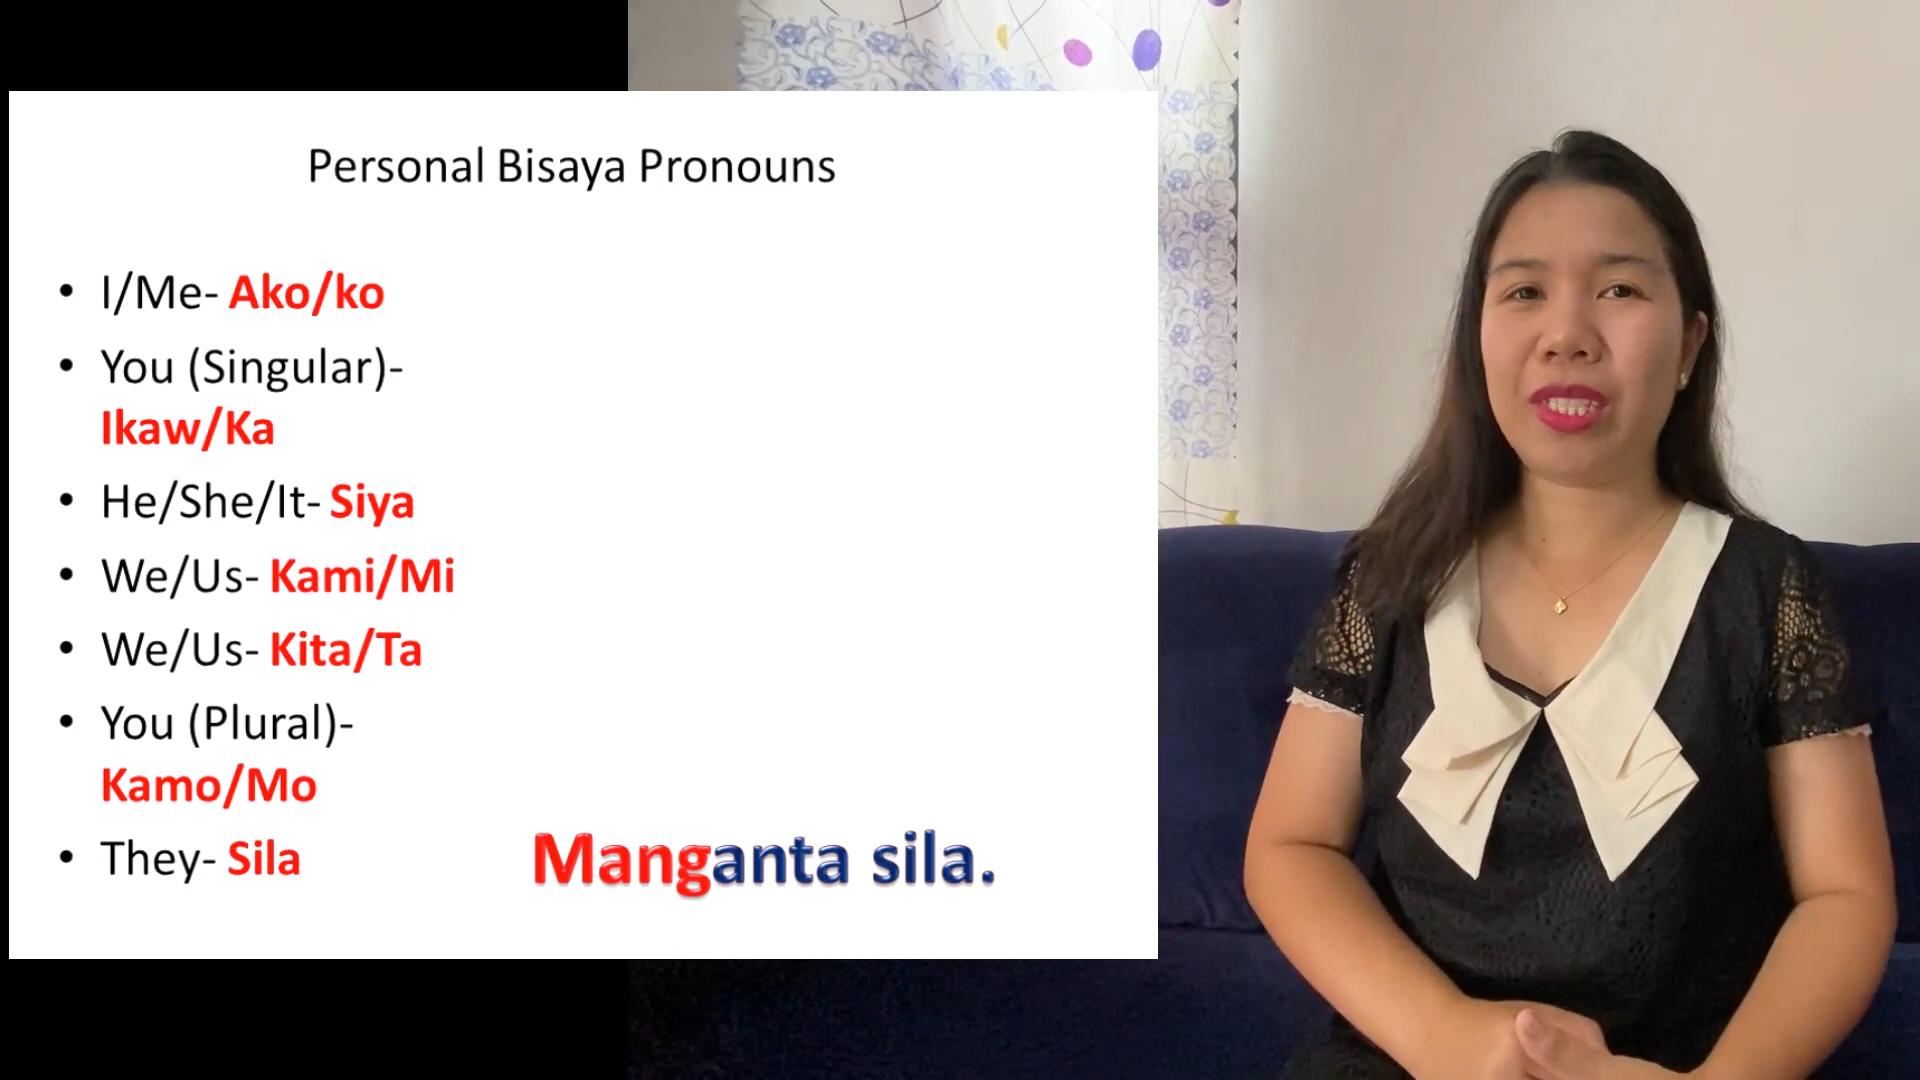 Personal Bisaya Pronouns
• I/Me- Ako/ko
• You (Singular)-
Ikaw/Ka
• He/She/It- Siya
• We/Us- Kami/Mi
• We/Us- Kita/Ta
• You (Plural)-
Kamo/Mo
• They- Sila
Manganta sila.